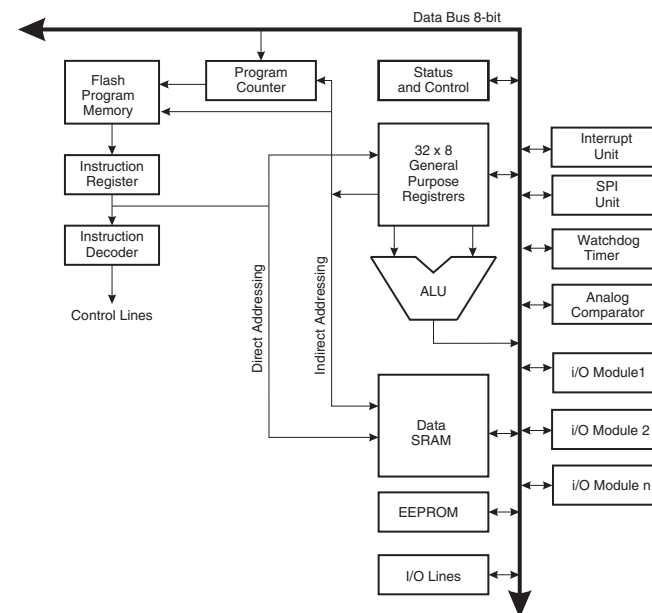 Data Bus 8-bit
Flash
Program
Memory
Program
Counter
Status
and Control
Interrupt
Unit
32 x 8
General
Purpose
Registrers
Instruction
Register
SPI
Unit
Instruction
Decoder
Watchdog
Timer
Direct Addressing
Indirect Addressing
ALU
Analog
Comparator
Control Lines
i/O Module1
Data
SRAM
i/O Module 2
i/O Module n
EEPROM
I/O Lines